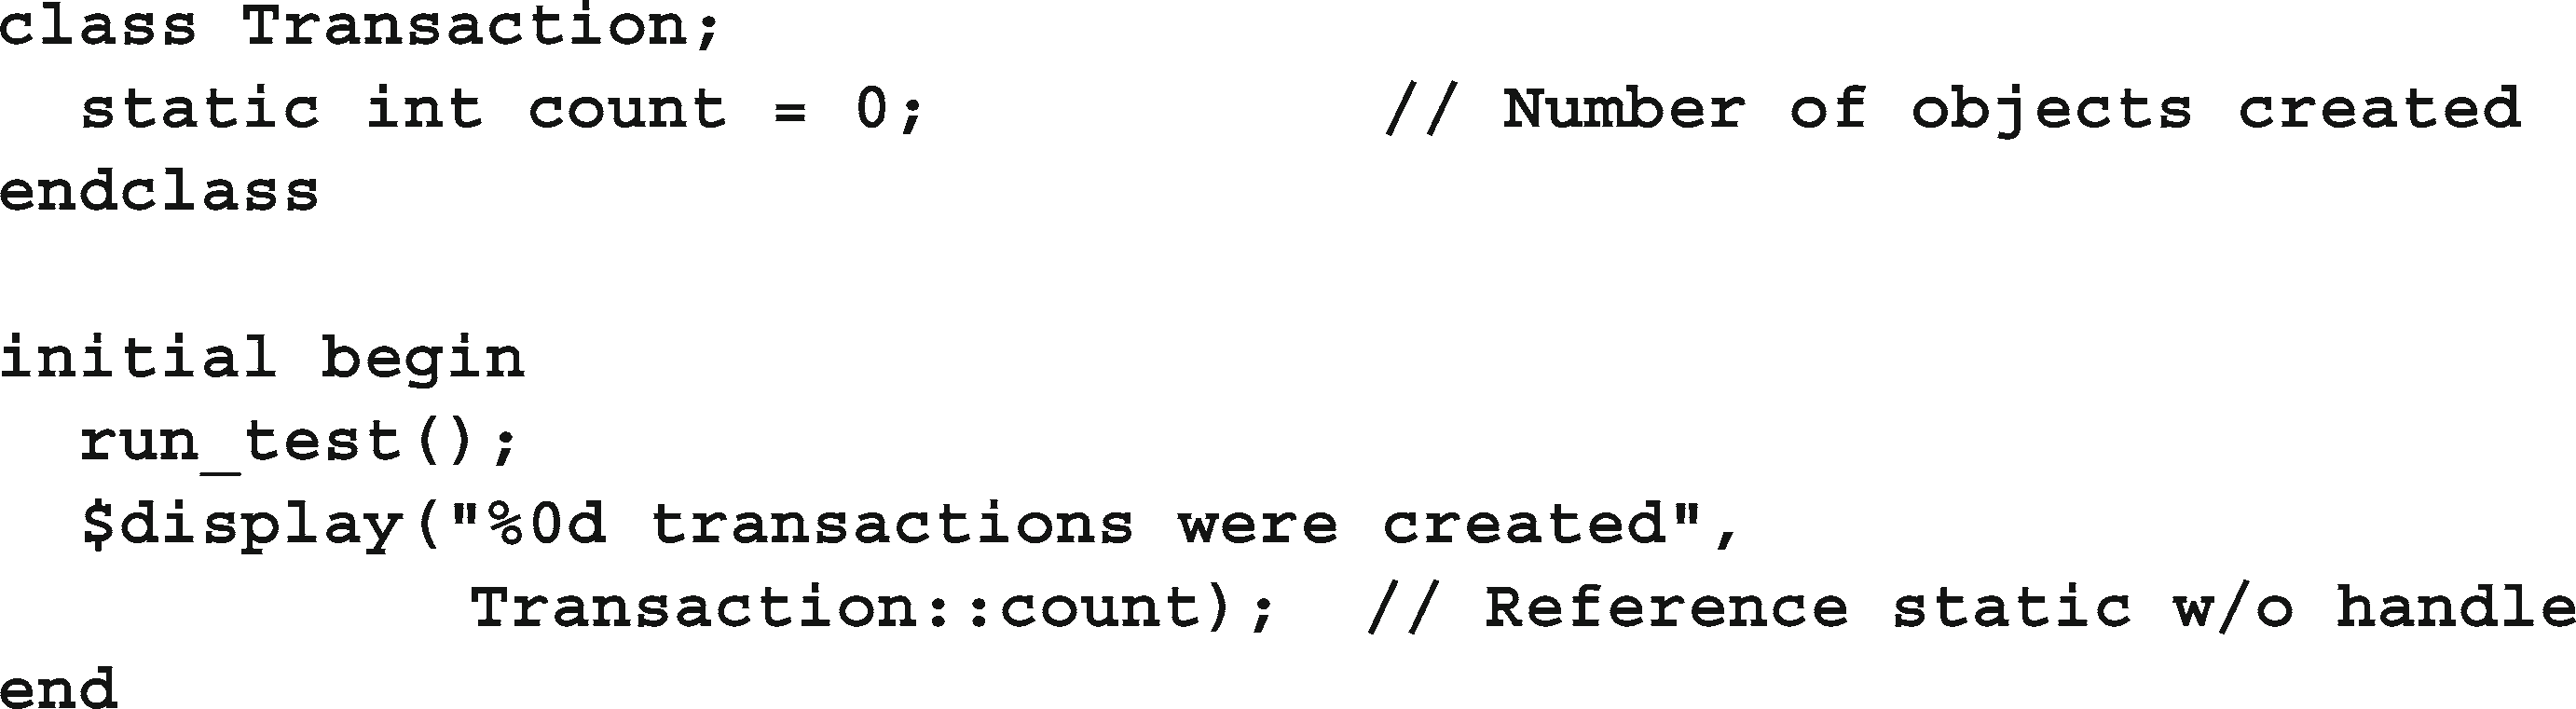 class Transaction;
  static int count = 0;                       // Number of objects created
endclass

initial begin
  run_test();
  $display("%0d transactions were created",
            Transaction::count);  // Reference static w/o handle
end